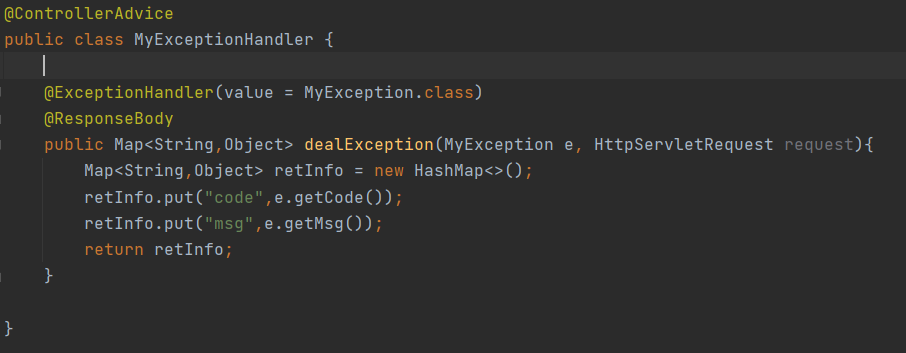 @ControllerAdvice
public class MyExceptionHandler {
@ExceptionHandler(value = MyException.class)
@ResponseBody
public Map<String,Object> dealException(MyException e, HttpServletRequest request){
Map<String,Object> retInfo = new HashMap<>();
retInfo.put("code",e.getCode());
retInfo.put("msg",e.getMsg());
return retInfo;
}
}